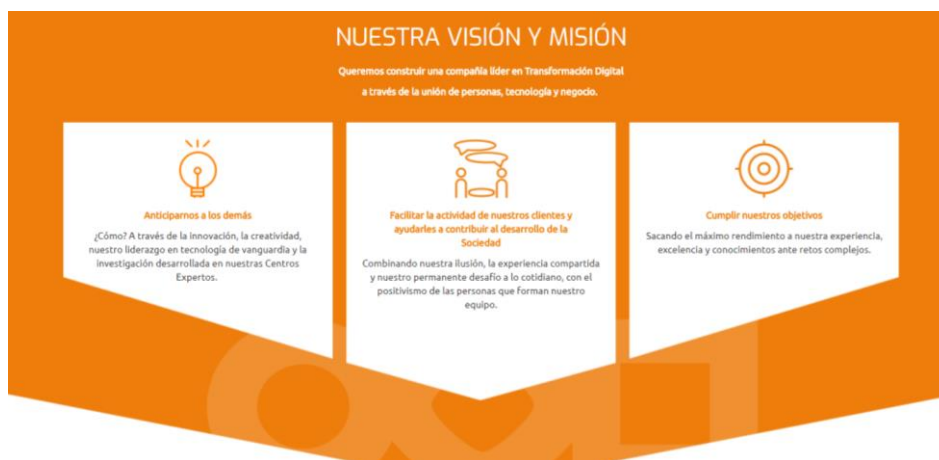 NUESTRA VISIÓN Y MISIÓN
Queremos construir una compañía líder en Transformación Digital
a través de la unión de personas, tecnología y negocio.
Anticiparnos a los demás
¿Cómo? A través de la innovación, la creatividad,
nuestro liderazgo en tecnología de vanguardia y la
investigación desarrollada en nuestras Centros
Expertos.
Facilitar la actividad de nuestros clientes y
ayudarles a contribuir al desarrollo de la
Sociedad
Combinando nuestra ilusión, la experiencia compartida
y nuestro permanente desafío a lo cotidiano, con el
positivismo de las personas que forman nuestro
equipo.
Cumplir nuestros objetivos
Sacando el máximo rendimiento a nuestra experiencia,
excelencia y conocimientos ante retos complejos.